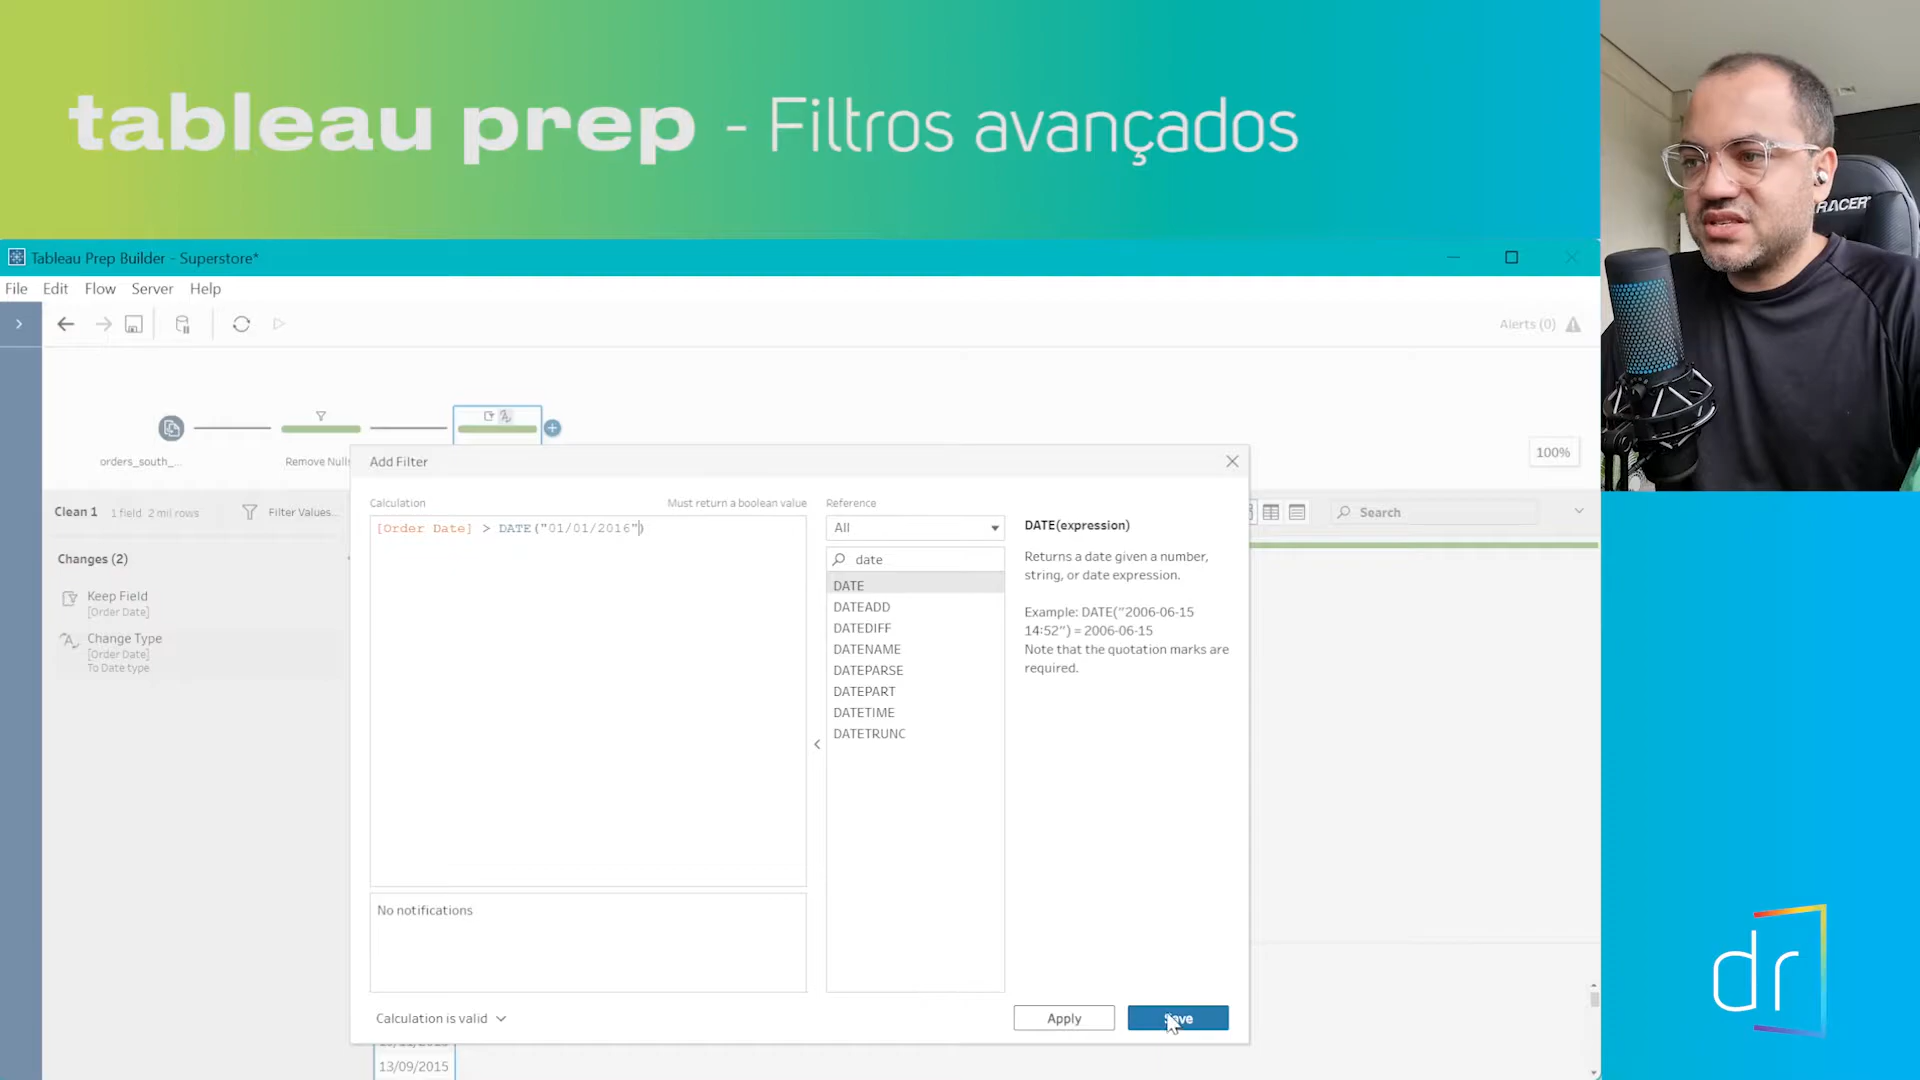 tableau prep - Filtros avançados
Tableau Prep Builder - Superstore*
File Edit Flow Server Help
Alerts (0)
orders_south_...
Remove Nulls
100%
Add Filter
Calculation
Must return a boolean value
Reference
Clean 1 1 field. 2 mil rows
Filter Values...
[Order Date] > DATE("01/01/2016")
All
DATE(expression)
Search
Changes (2)
date
Returns a date given a number,
string, or date expression.
Keep Field
[Order Date]
Change Type
[Order Date]
To Date type
DATE
DATEADD
DATEDIFF
DATENAME
DATEPARSE
DATEPART
DATETIME
DATETRUNC
Example: DATE("2006-06-15
14:52") = 2006-06-15
Note that the quotation marks are
required.
No notifications
Calculation is valid
Apply
Save
13/09/2015
RACER
dr